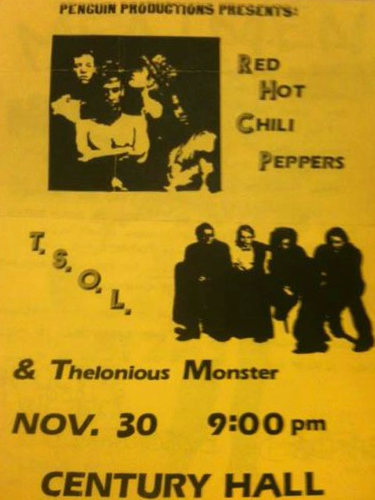 PENGUIN PRODUCTIONS PRESENTS:
RED
HOT
CHILI
PEPPERS
T.S.O.L.
& Thelonious Monster
NOV. 30 9:00 pm
CENTURY HALL